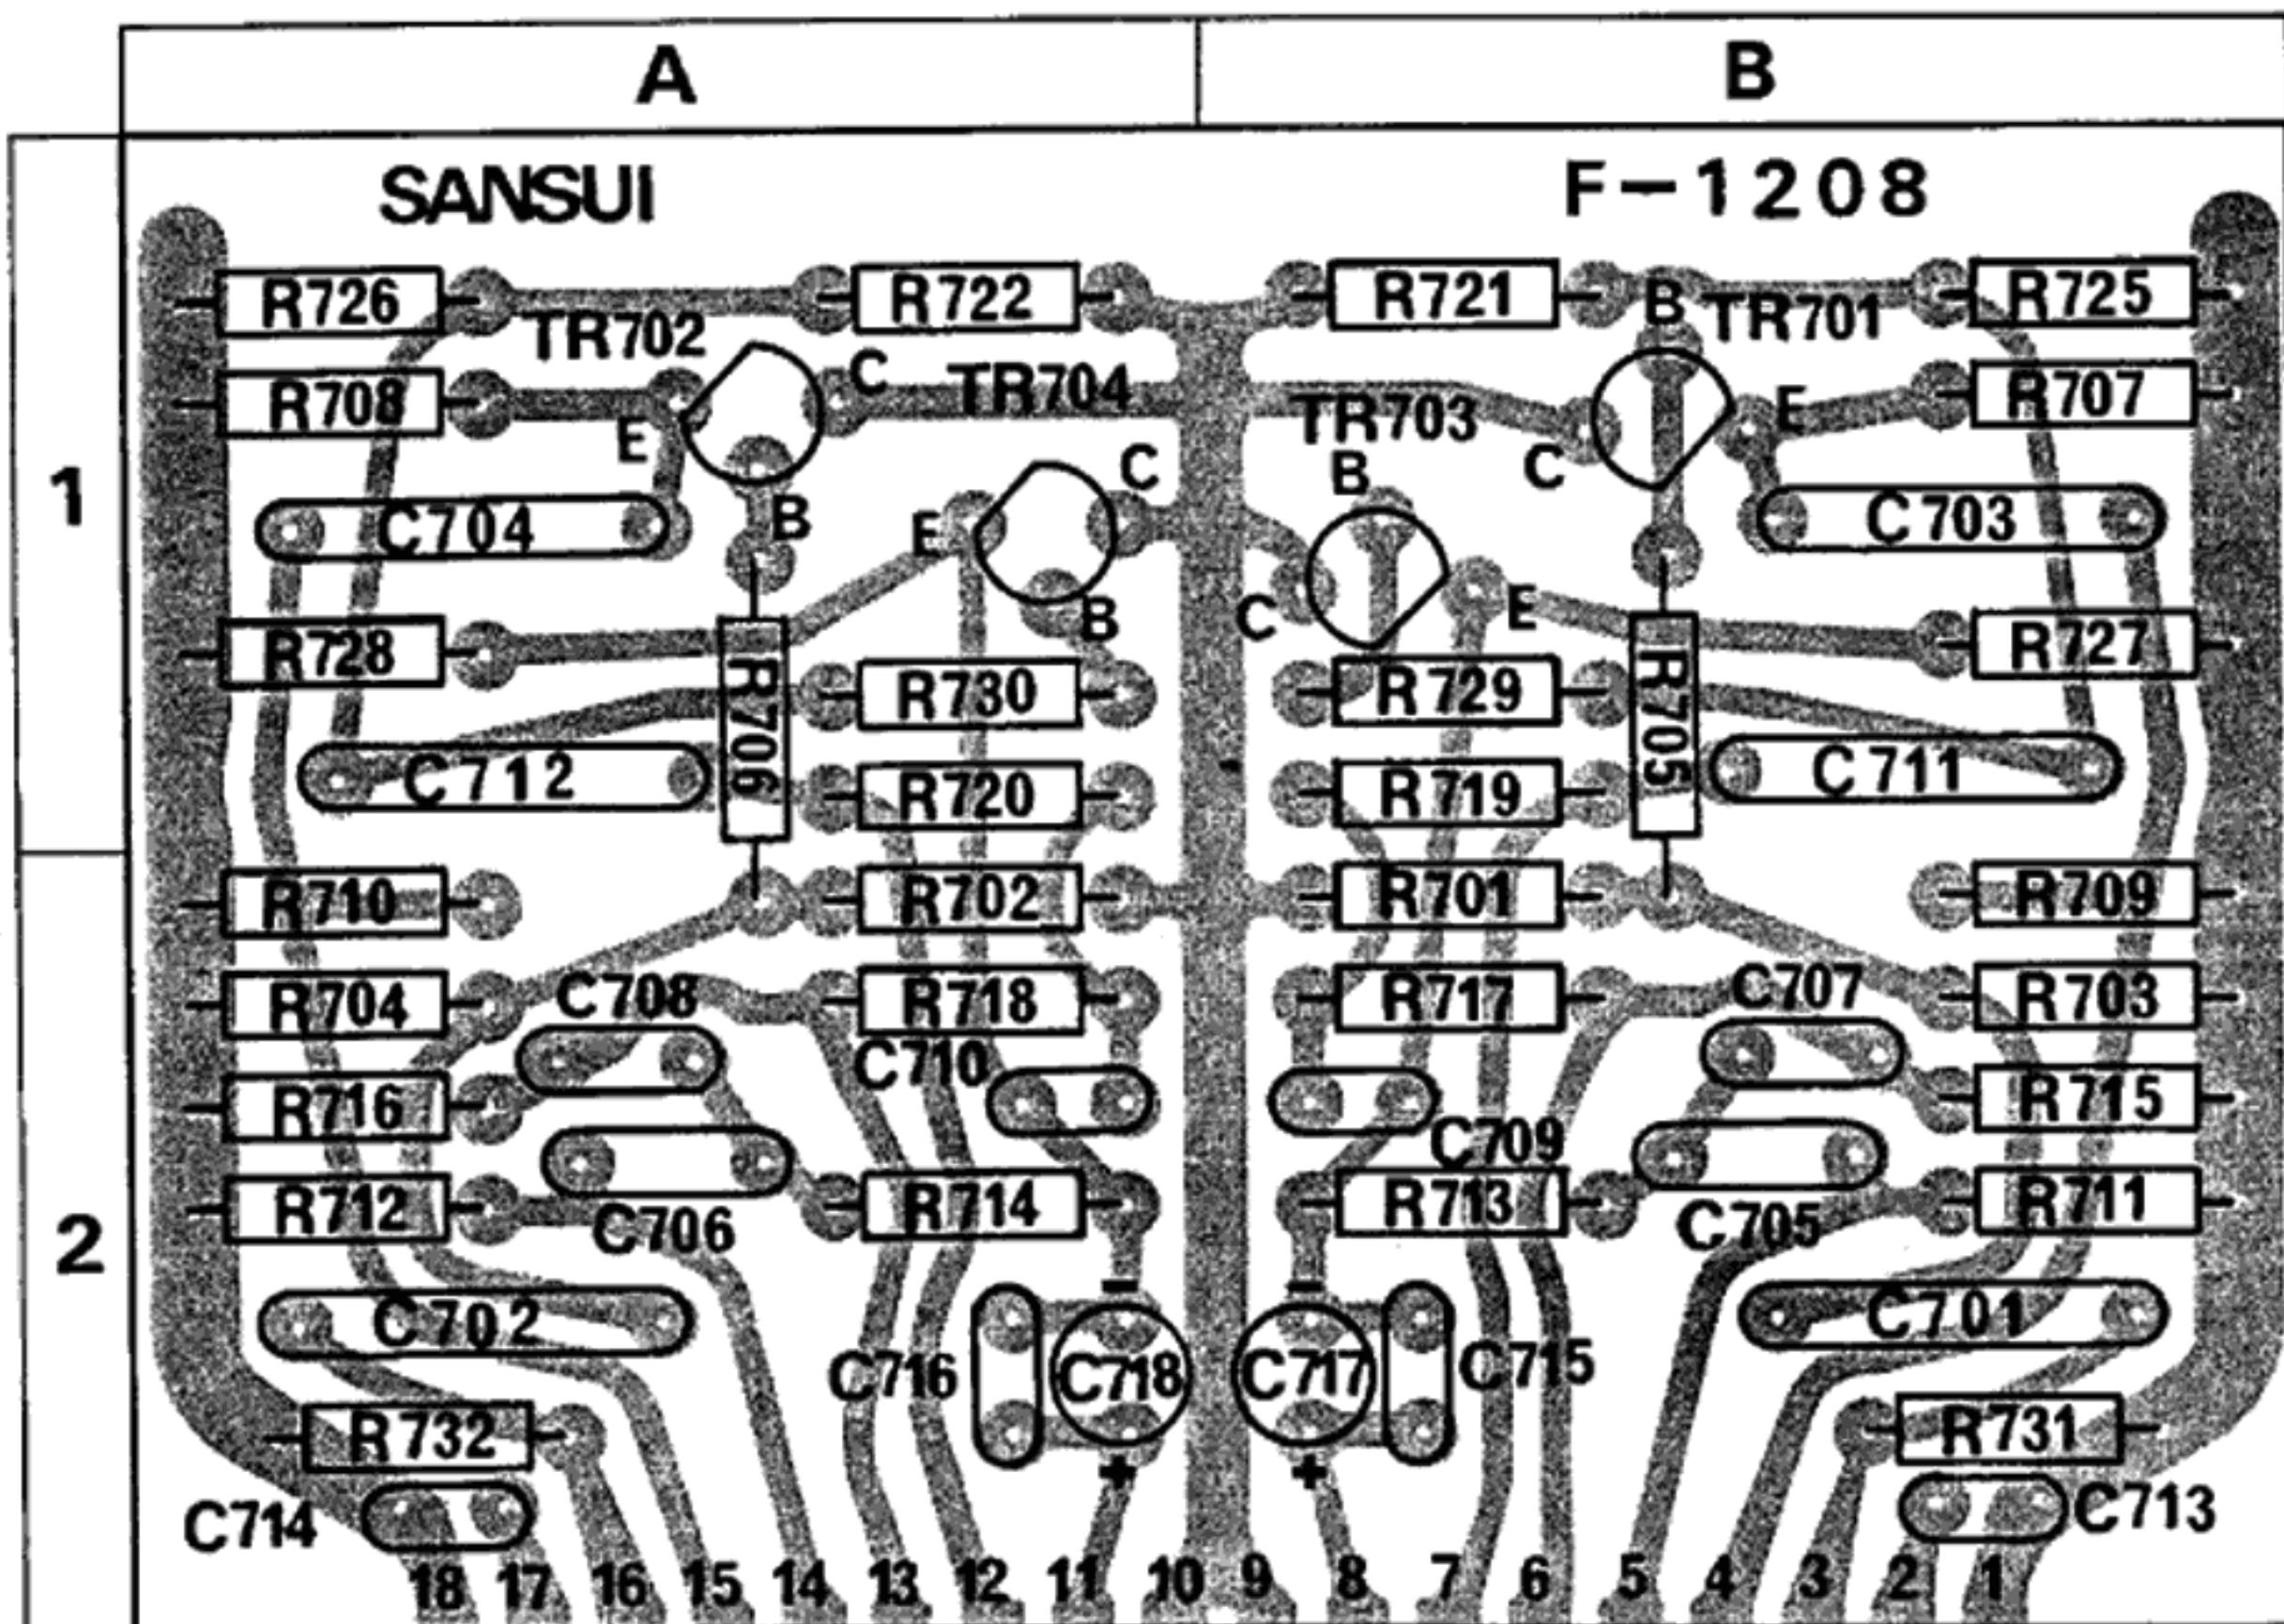 A B
SANSUI F-1208
R726 R722 R721 B TR701 R725
TR702
R708 C TR704 TR703 E R707
E B C B C
C704 E C703
1
R728 B C E R727
R706 R730 R729 R705
C712 R720 R719 C711
R710 R702 R701 R709
R704 C708 R718 R717 C707 R703
C710
R716 C709 R715
R712 C706 R714 R713 C705 R711
2
- -
C702 C701
C716 C718 C717 C715
R732 R731
+ +
C714 C713
18 17 16 15 14 13 12 11 10 9 8 7 6 5 4 3 2 1